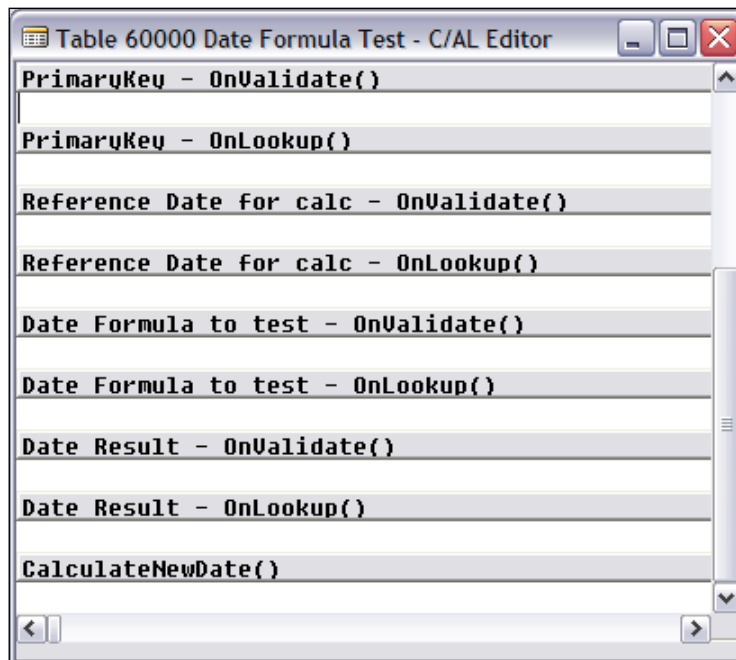 Table 60000 Date Formula Test - C/AL Editor
PrimaryKey - OnValidate()
PrimaryKey - OnLookup()
Reference Date for calc - OnValidate()
Reference Date for calc - OnLookup()
Date Formula to test - OnValidate()
Date Formula to test - OnLookup()
Date Result - OnValidate()
Date Result - OnLookup()
CalculateNewDate()